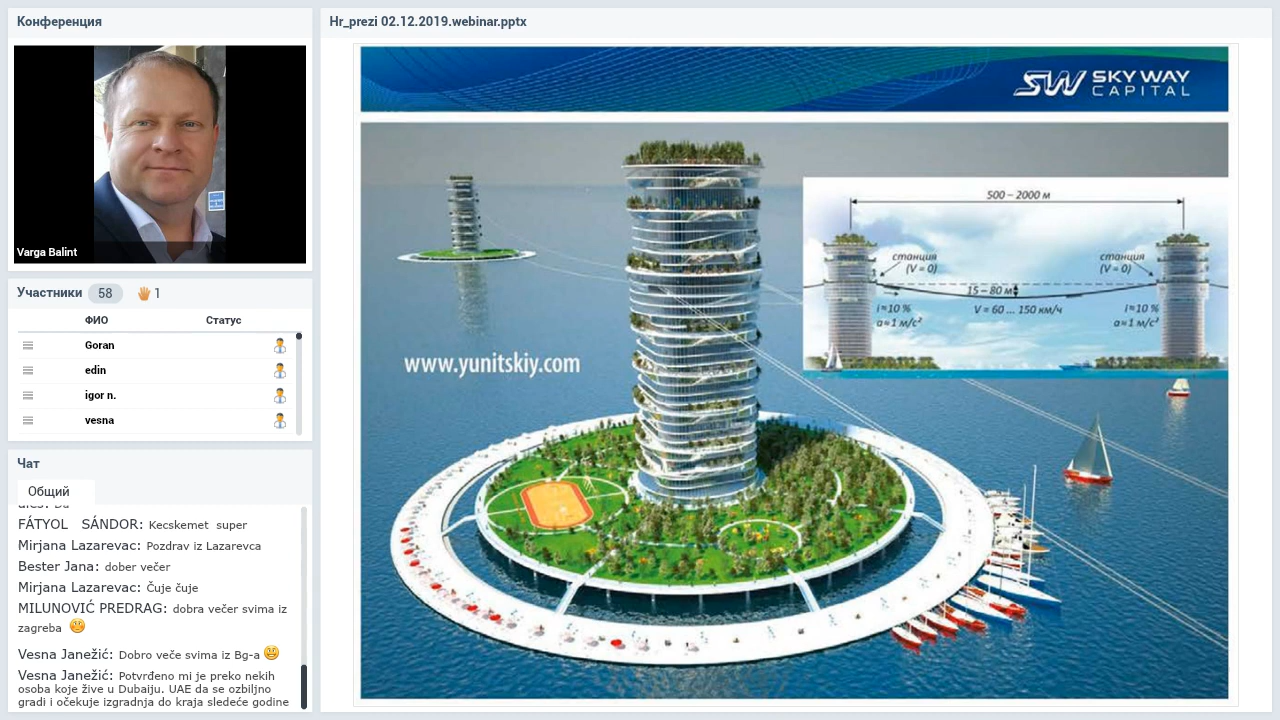 Конференция
Varga Balint
Участники 58 1
ФИО Статус
Goran
edin
igor n.
vesna
Чат
Общий
FÁTYOL SÁNDOR: Kecskemet super
Mirjana Lazarevac: Pozdrav iz Lazarevca
Bester Jana: dober večer
Mirjana Lazarevac: Čuje čuje
MILUNOVIĆ PREDRAG: dobra večer svima iz
zagreba
Vesna Janežić: Dobro veče svima iz Bg-a
Vesna Janežić: Potvrđeno mi je preko nekih
osoba koje žive u Dubaiju. UAE da se ozbiljno
gradi i očekuje izgradnja do kraja sledeće godine
Hr_prezi 02.12.2019.webinar.pptx
SW SKY WAY
CAPITAL
www.yunitskiy.com
500 – 2000 м
станция
(V = 0)
станция
(V = 0)
15 – 80 м
i≈10 %
a≈1 м/с²
V = 60 ... 150 км/ч
i≈10 %
a≈1 м/с²